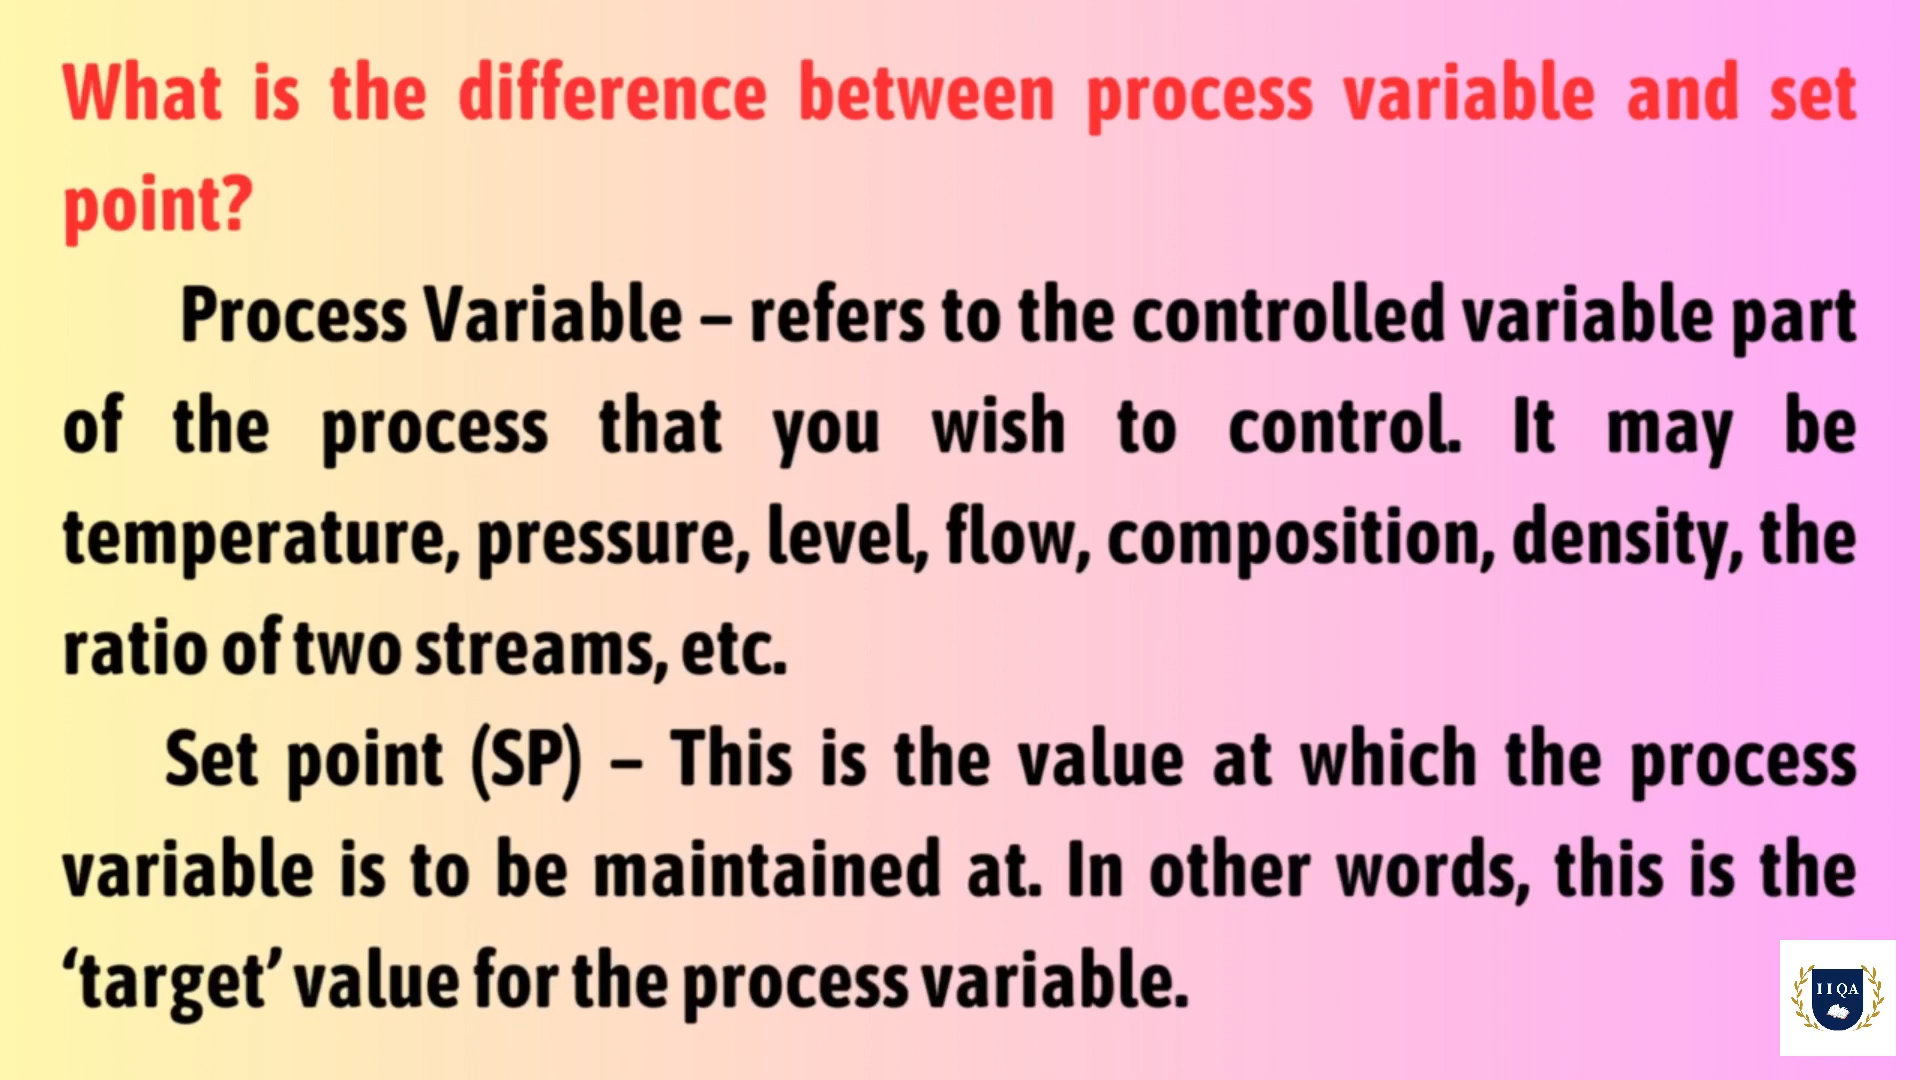 What is the difference between process variable and set
point?
Process Variable – refers to the controlled variable part
of the process that you wish to control. It may be
temperature, pressure, level, flow, composition, density, the
ratio of two streams, etc.
Set point (SP) – This is the value at which the process
variable is to be maintained at. In other words, this is the
‘target’ value for the process variable.
IIQA